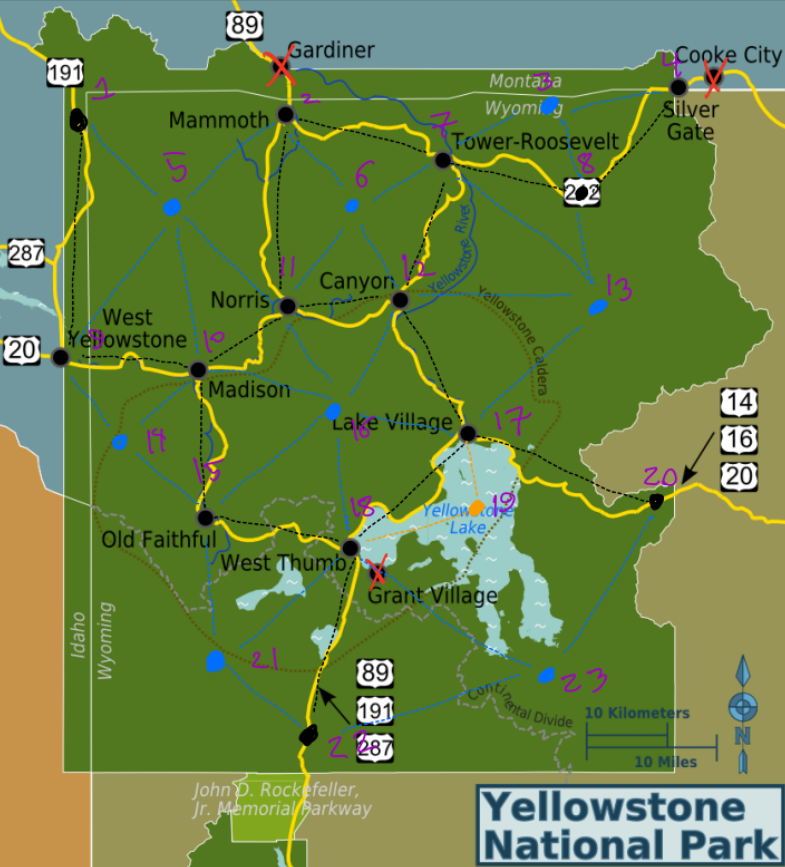 89
Gardiner
191
1
Cooke City
4
Montana
3
Wyoming
2
Mammoth
7
Silver
Gate
Tower-Roosevelt
8
5
6
287
Yellowstone River
11
12
Canyon
13
Norris
Yellowstone Caldera
West
Yellowstone
9
10
20
Madison
14
16
20
Lake Village
17
16
14
15
20
18
19
Yellowstone
Lake
Old Faithful
West Thumb
Grant Village
Idaho
Wyoming
21
89
191
287
22
23
Continental Divide
10 Kilometers
10 Miles
N
John D. Rockefeller,
Jr. Memorial Parkway
Yellowstone
National Park